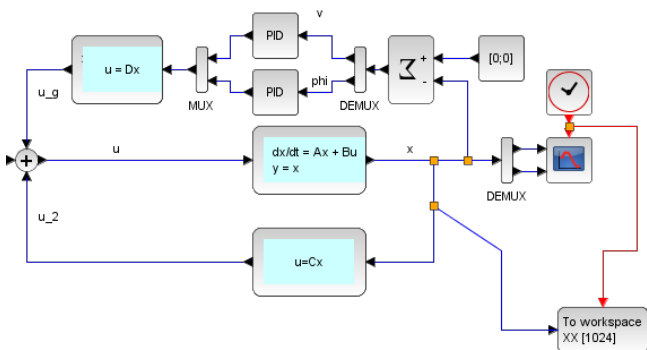 v
PID
+
Σ
-
[0;0]
u = Dx
PID
phi
MUX
DEMUX
u_g
u
dx/dt = Ax + Bu
y = x
x
+
DEMUX
u_2
u=Cx
To workspace
XX [1024]